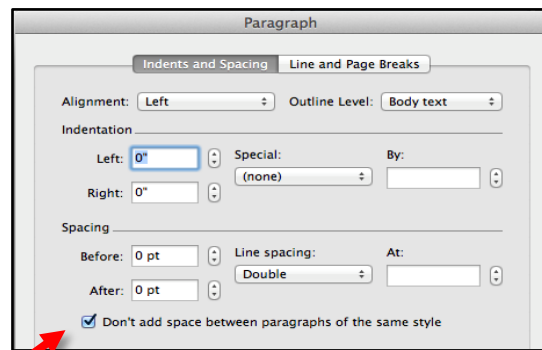 Paragraph
Indents and Spacing Line and Page Breaks
Alignment: Left Outline Level: Body text
Indentation
Left: 0" Special: By:
(none)
Right: 0"
Spacing
Before: 0 pt Line spacing: At:
Double
After: 0 pt
Don't add space between paragraphs of the same style